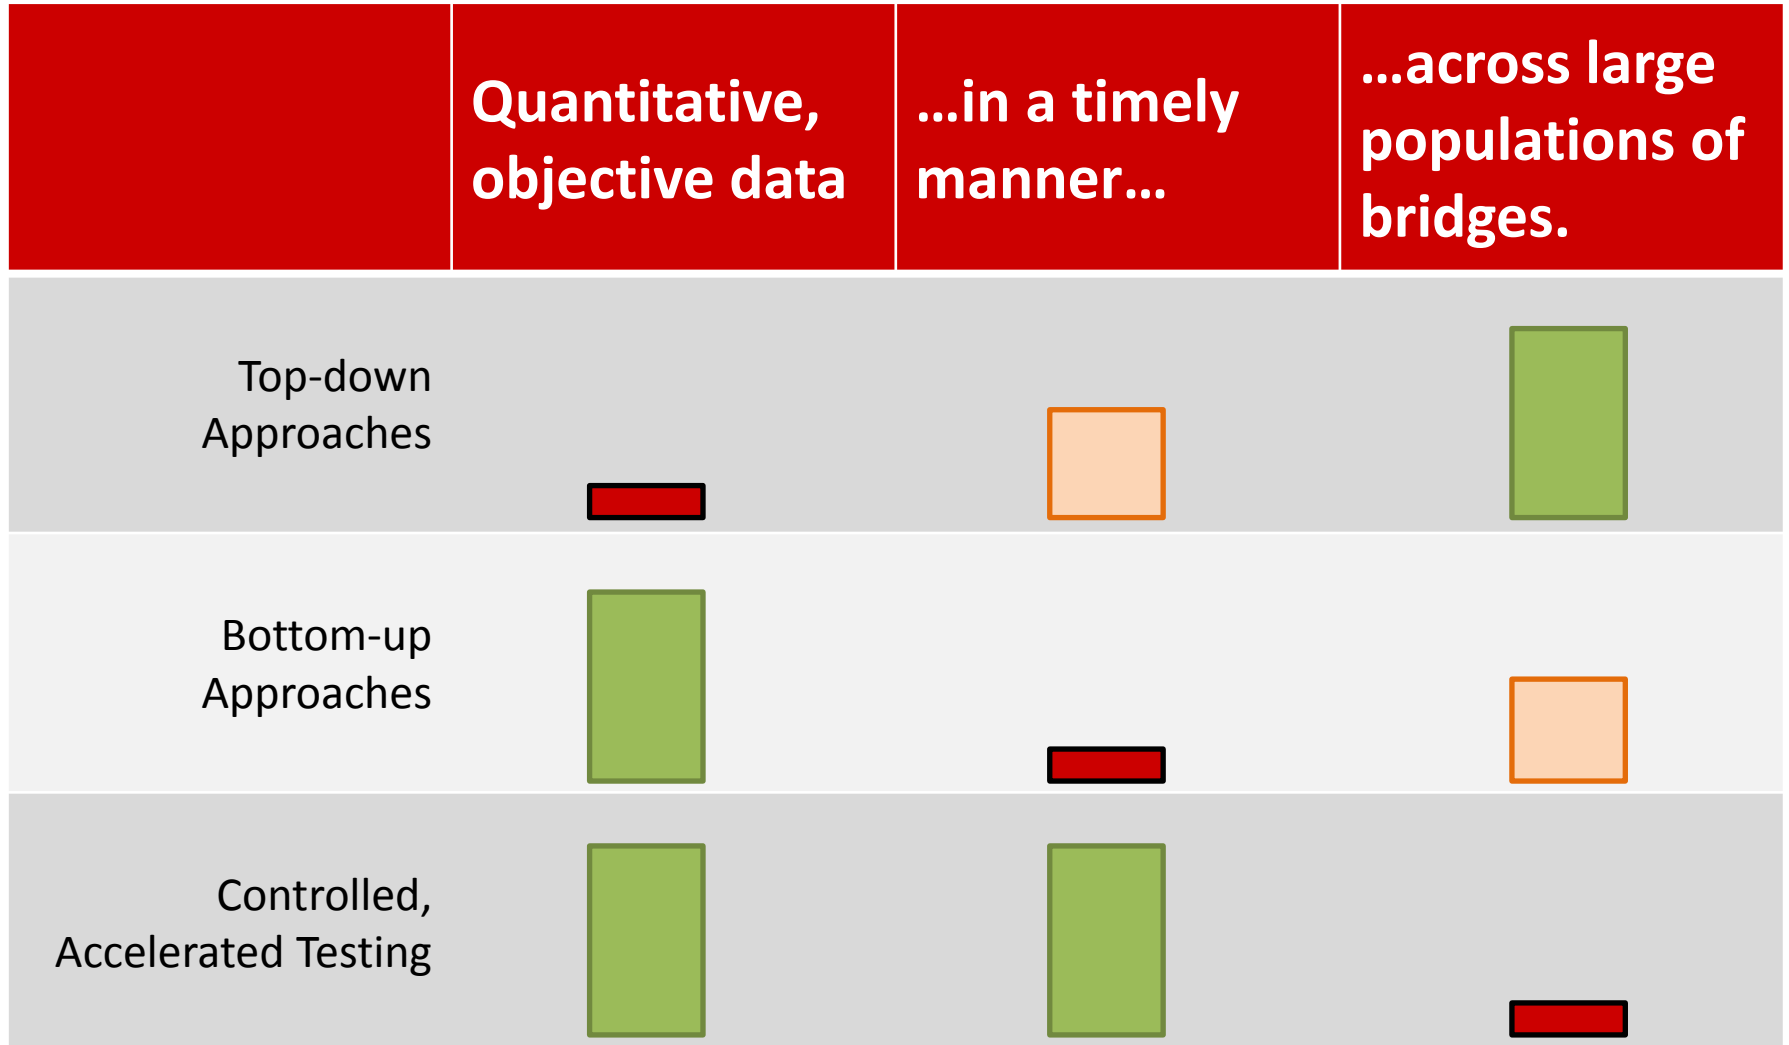 Quantitative,
objective data
…in a timely
manner…
…across large
populations of
bridges.
Top-down
Approaches
Bottom-up
Approaches
Controlled,
Accelerated Testing